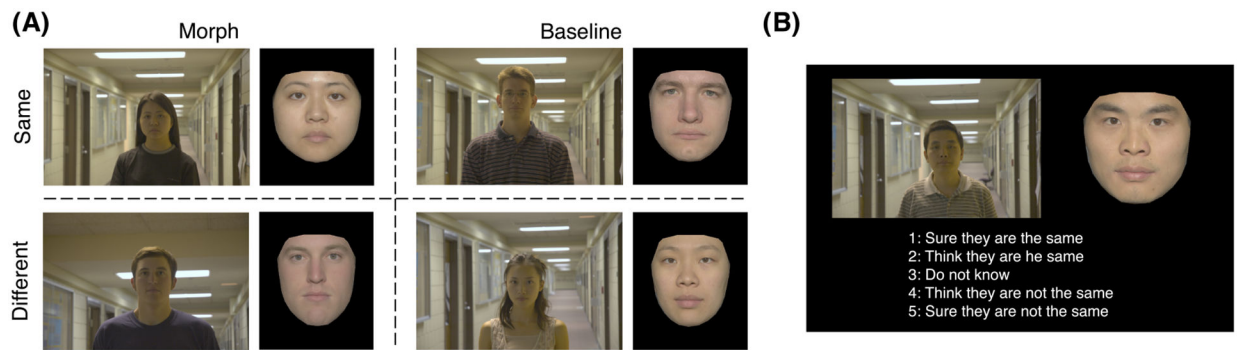 (A)
Morph
Baseline
Same
Different
(B)
1: Sure they are the same
2: Think they are he same
3: Do not know
4: Think they are not the same
5: Sure they are not the same